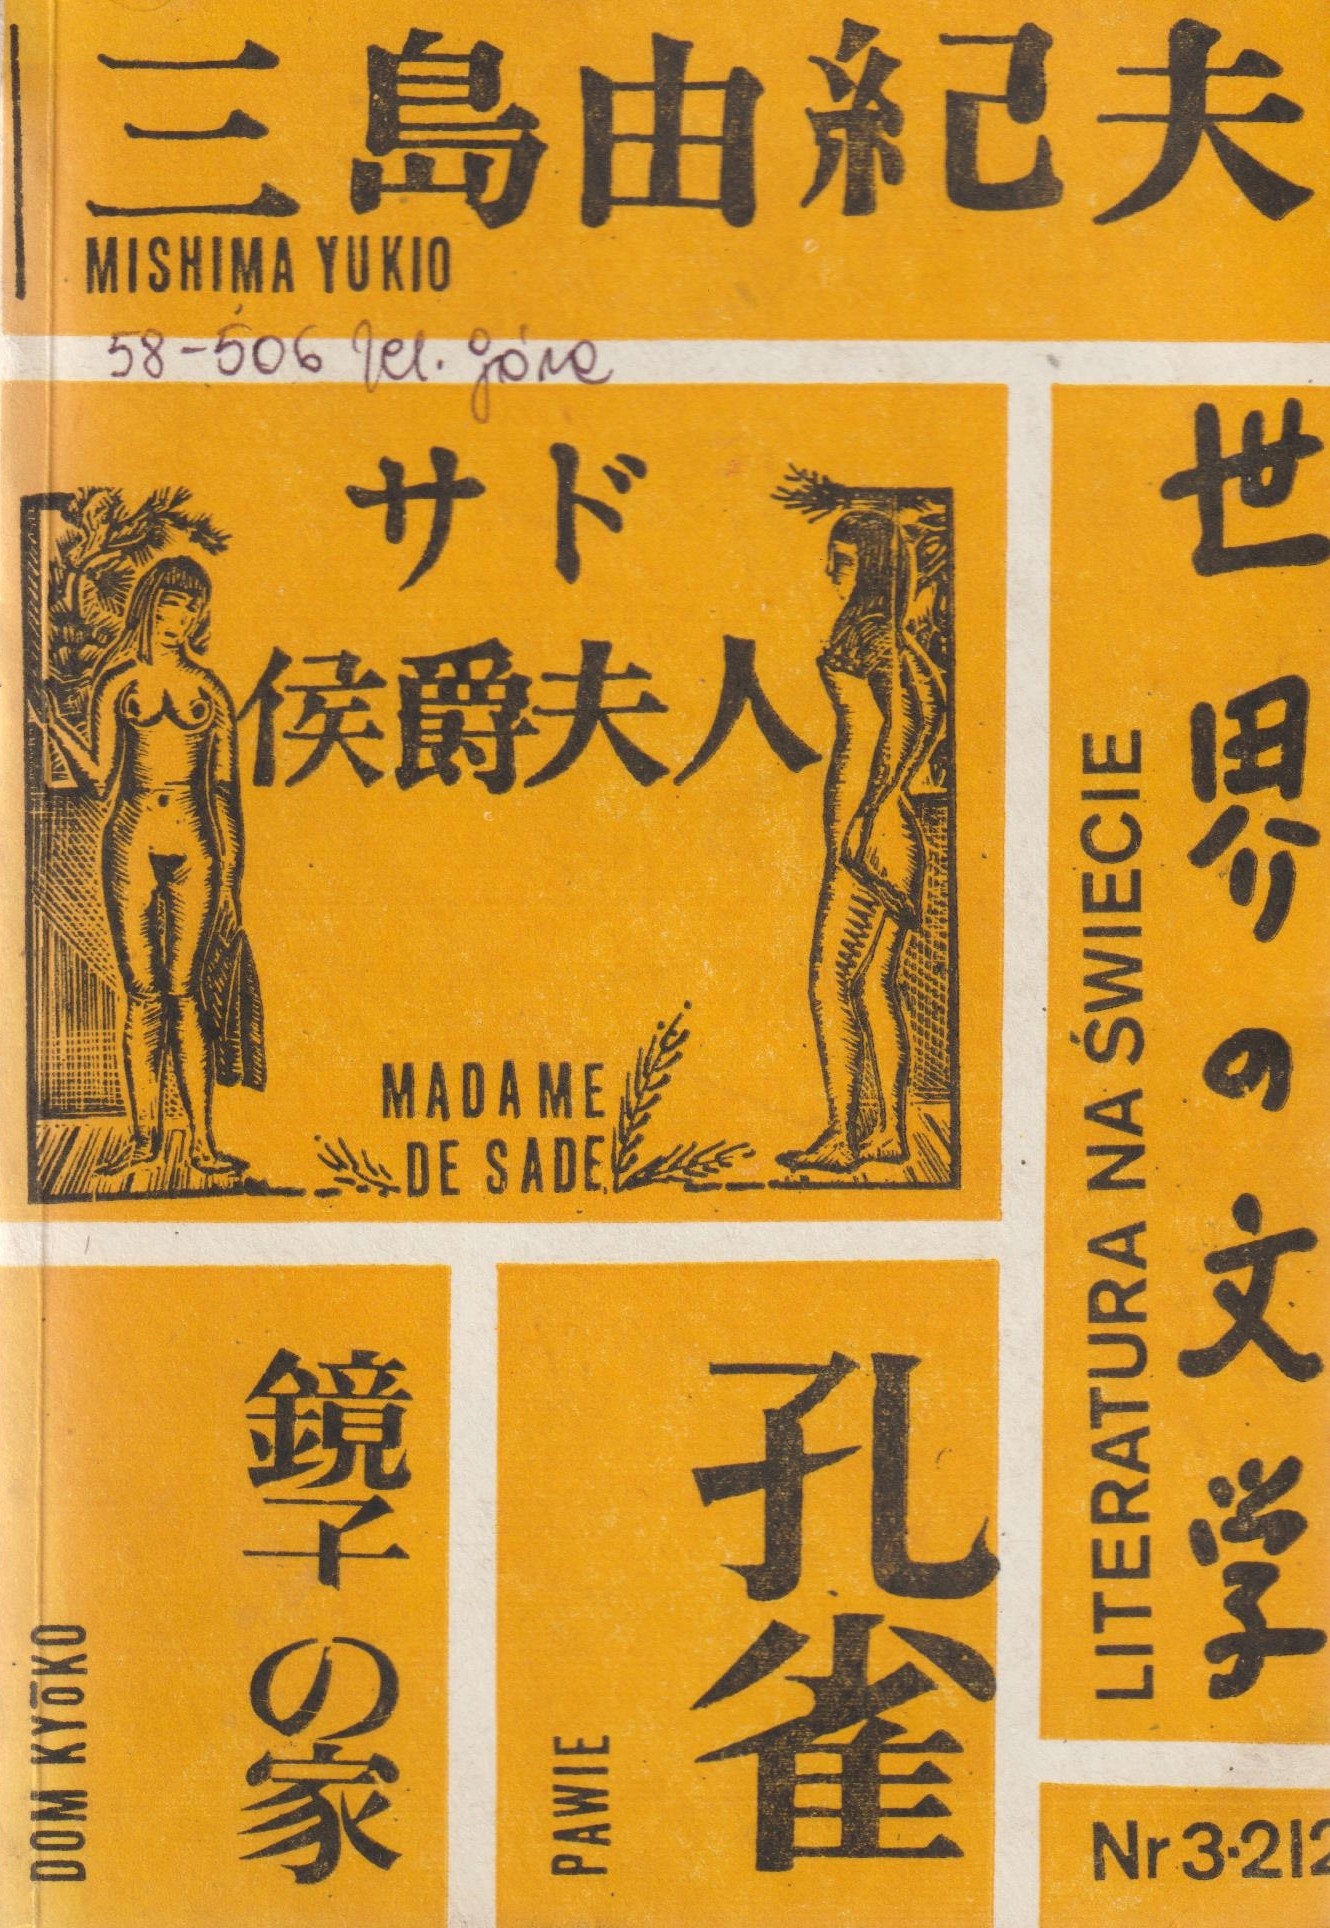 三島由紀夫
MISHIMA YUKIO
58-506 Jel. Góra
サド
侯爵夫人
MADAME
DE SADE
世界の文学
LITERATURA NA ŚWIECIE
鏡子の家
DOM KYŌKO
孔雀
PAWIE
Nr 3·212